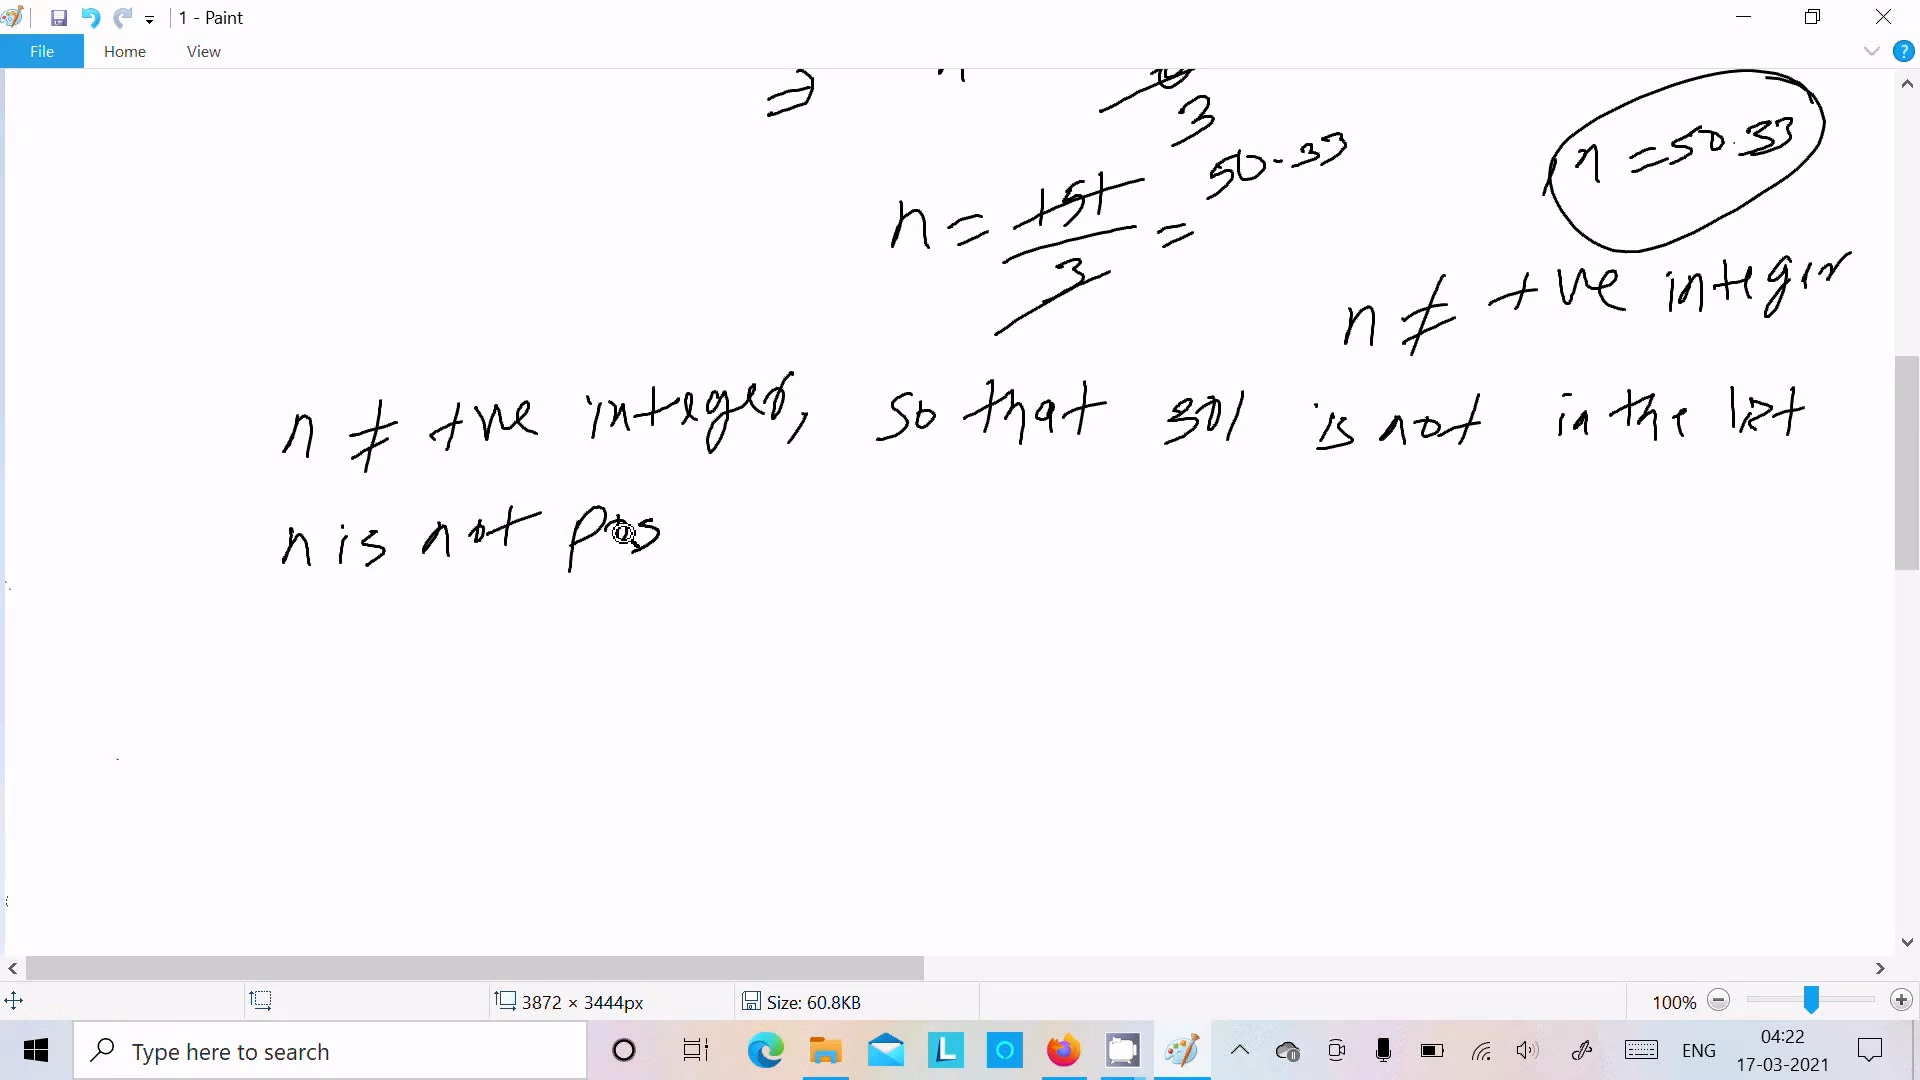 1 - Paint
File Home View
⇒
3
n = 151/3 = 50.33
n = 50.33
n ≠ +ve integer
n ≠ +ve integer, so that 301 is not in the list
n is not pos
3872 × 3444px Size: 60.8KB 100%
Type here to search
ENG
04:22
17-03-2021